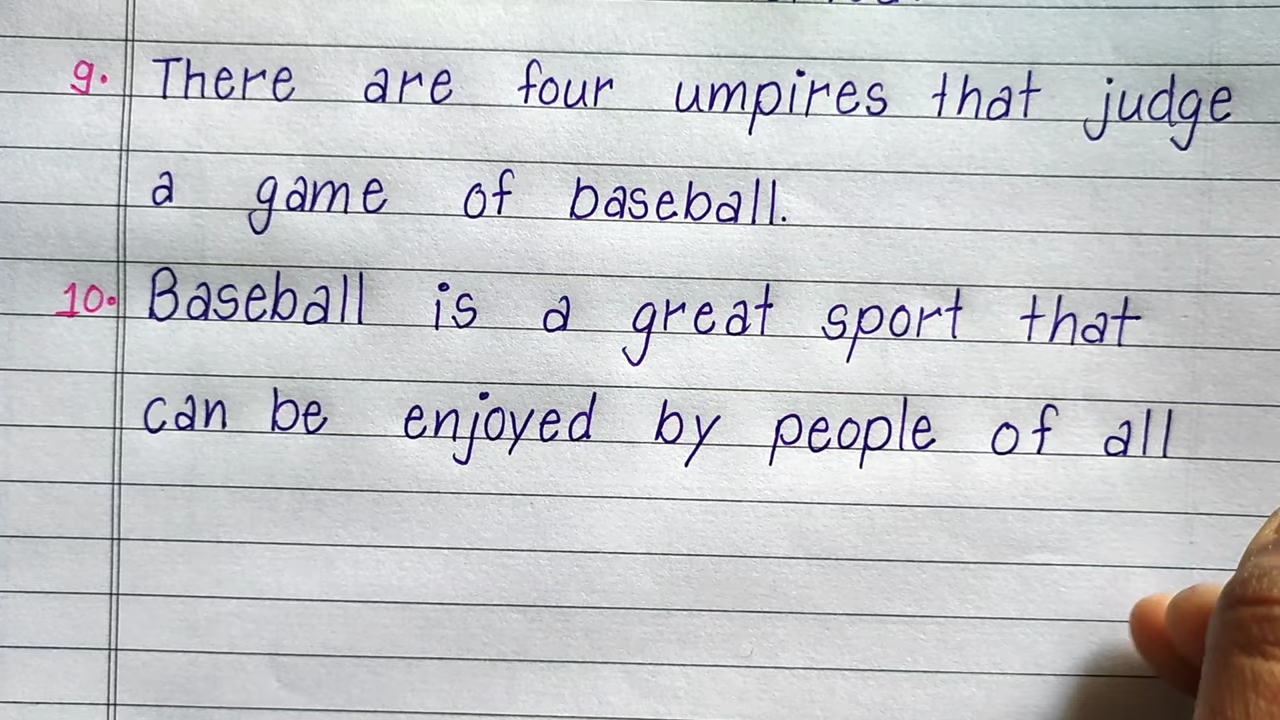 9. There are four umpires that judge
a game of baseball.
10. Baseball is a great sport that
can be enjoyed by people of all